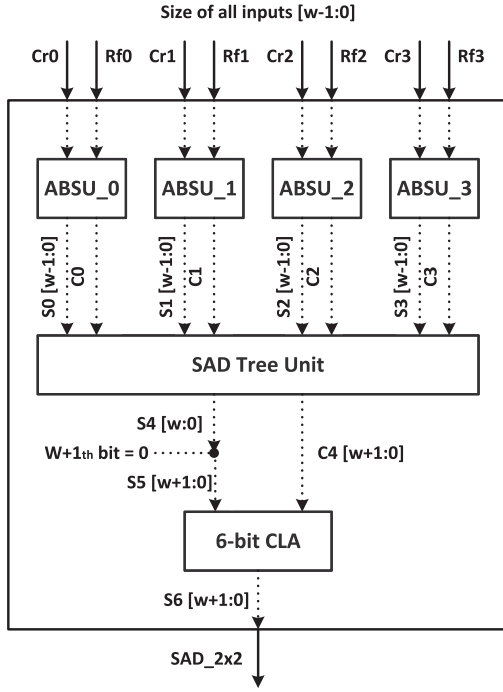 Size of all inputs [w-1:0]
Cr0 Rf0 Cr1 Rf1 Cr2 Rf2 Cr3 Rf3
ABSU_0 ABSU_1 ABSU_2 ABSU_3
S0 [w-1:0] C0 S1 [w-1:0] C1 S2 [w-1:0] C2 S3 [w-1:0] C3
SAD Tree Unit
S4 [w:0]
W+1th bit = 0 C4 [w+1:0]
S5 [w+1:0]
6-bit CLA
S6 [w+1:0]
SAD_2x2